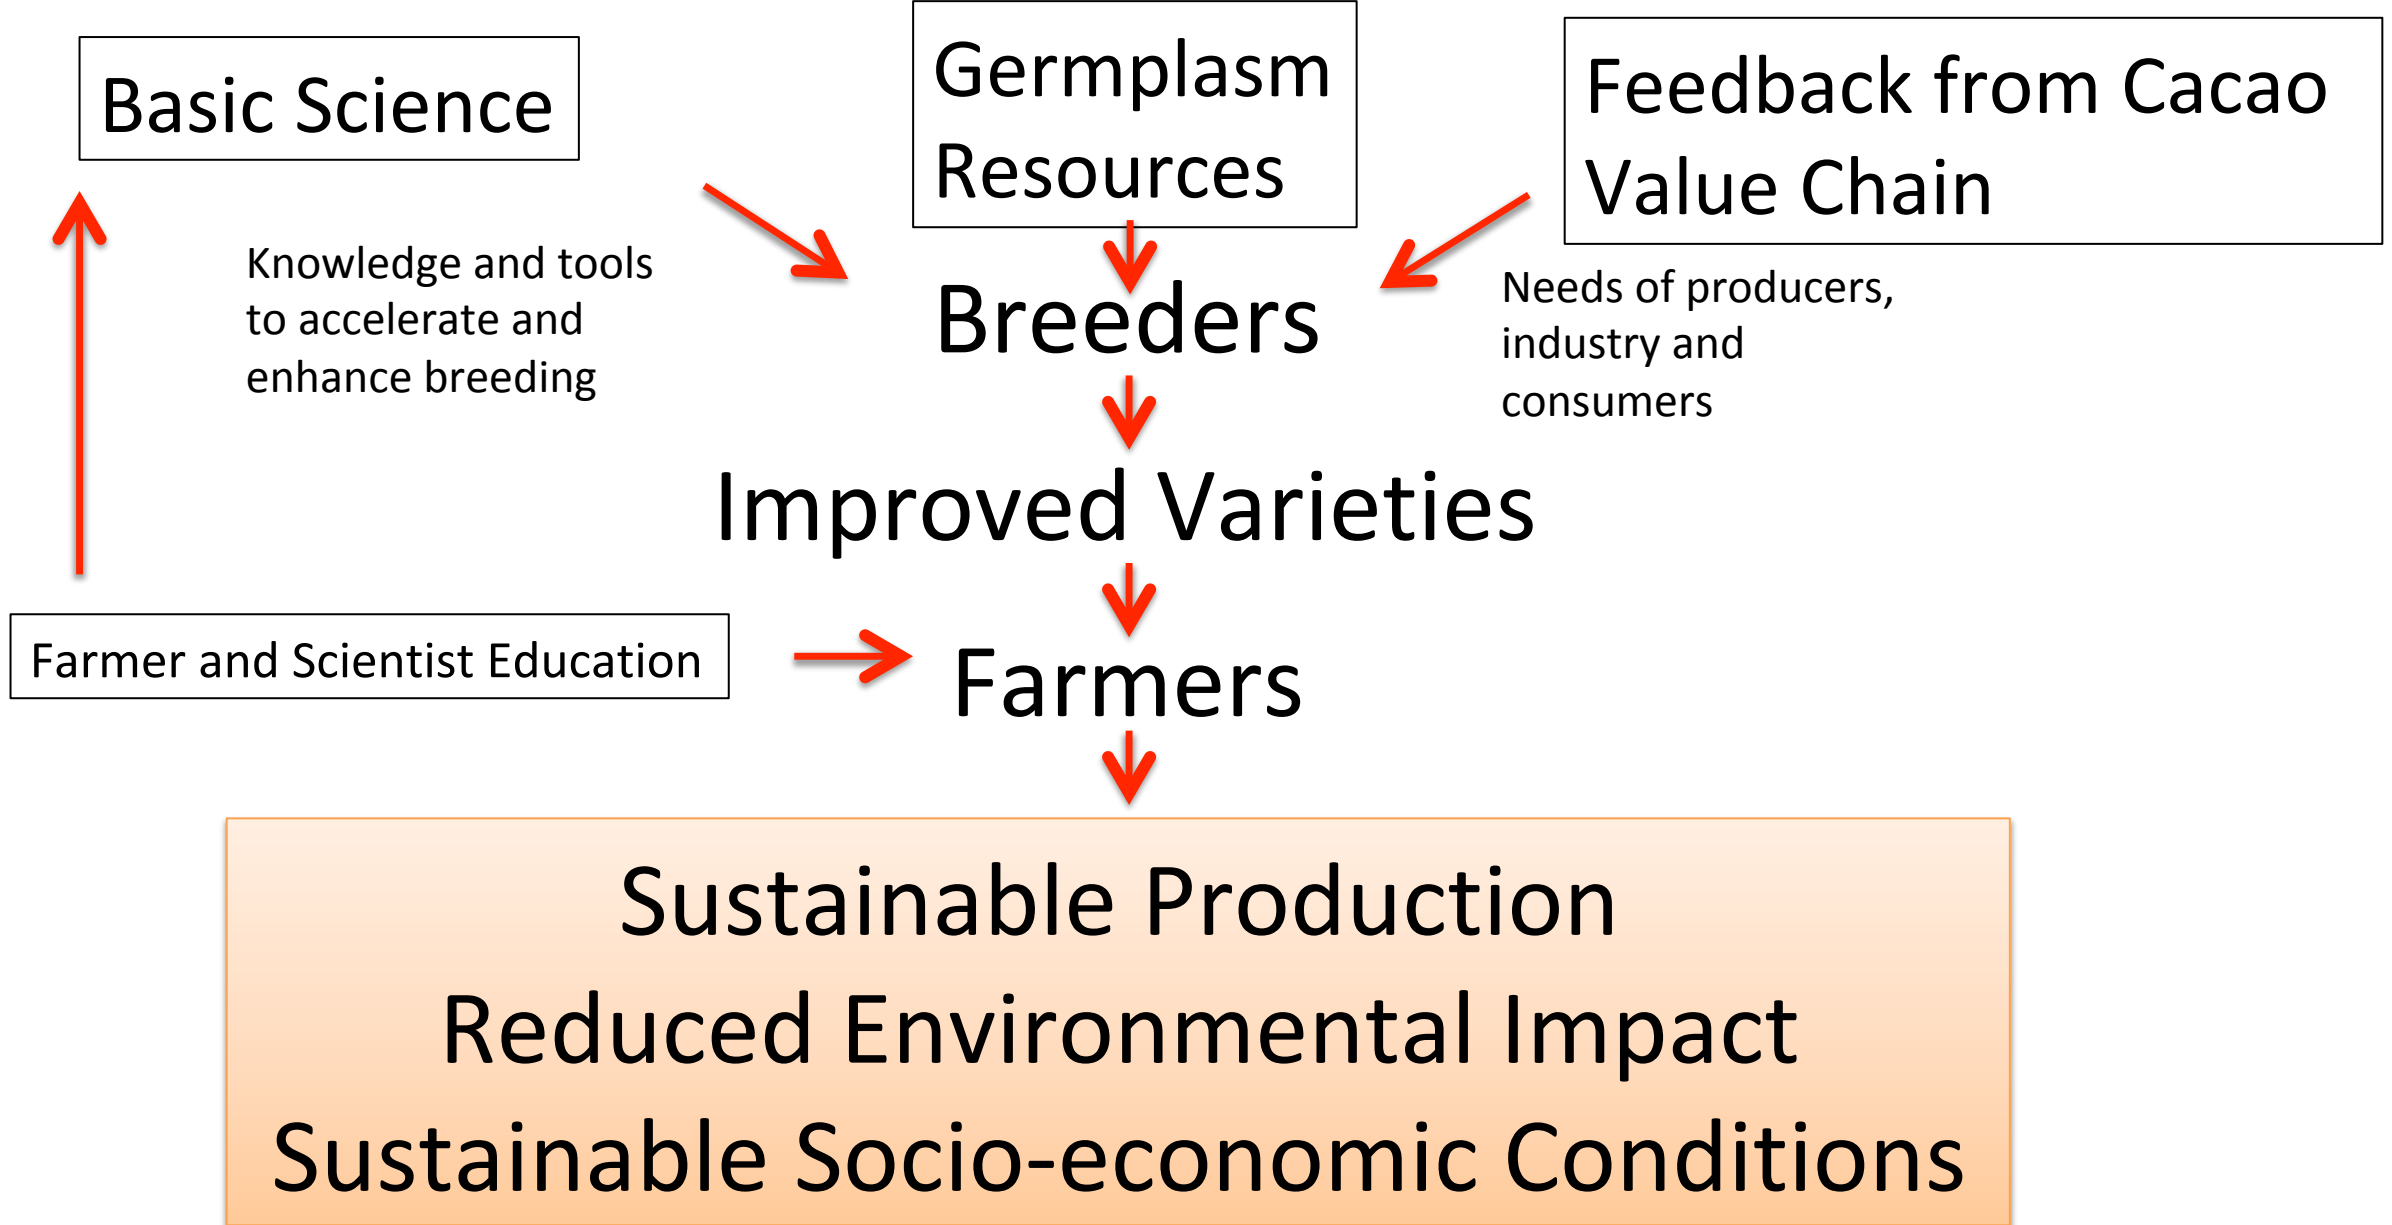 Basic Science
Germplasm
Resources
Feedback from Cacao
Value Chain
Knowledge and tools
to accelerate and
enhance breeding
Breeders
Needs of producers,
industry and
consumers
Improved Varieties
Farmer and Scientist Education
Farmers
Sustainable Production
Reduced Environmental Impact
Sustainable Socio-economic Conditions